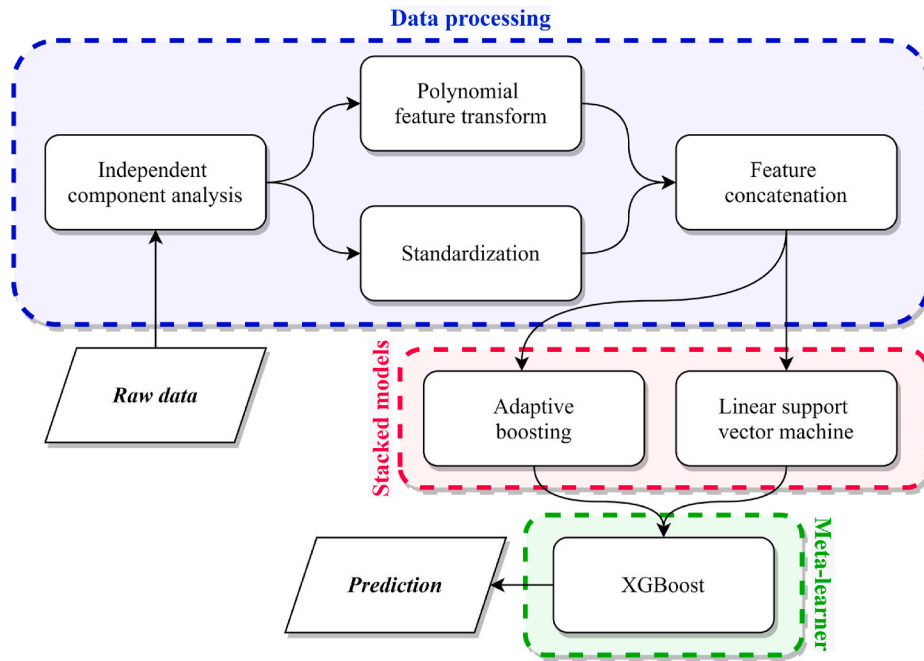 Data processing
Polynomial
feature transform
Independent
component analysis
Feature
concatenation
Standardization
Raw data
Stacked models
Adaptive
boosting
Linear support
vector machine
Meta-learner
XGBoost
Prediction